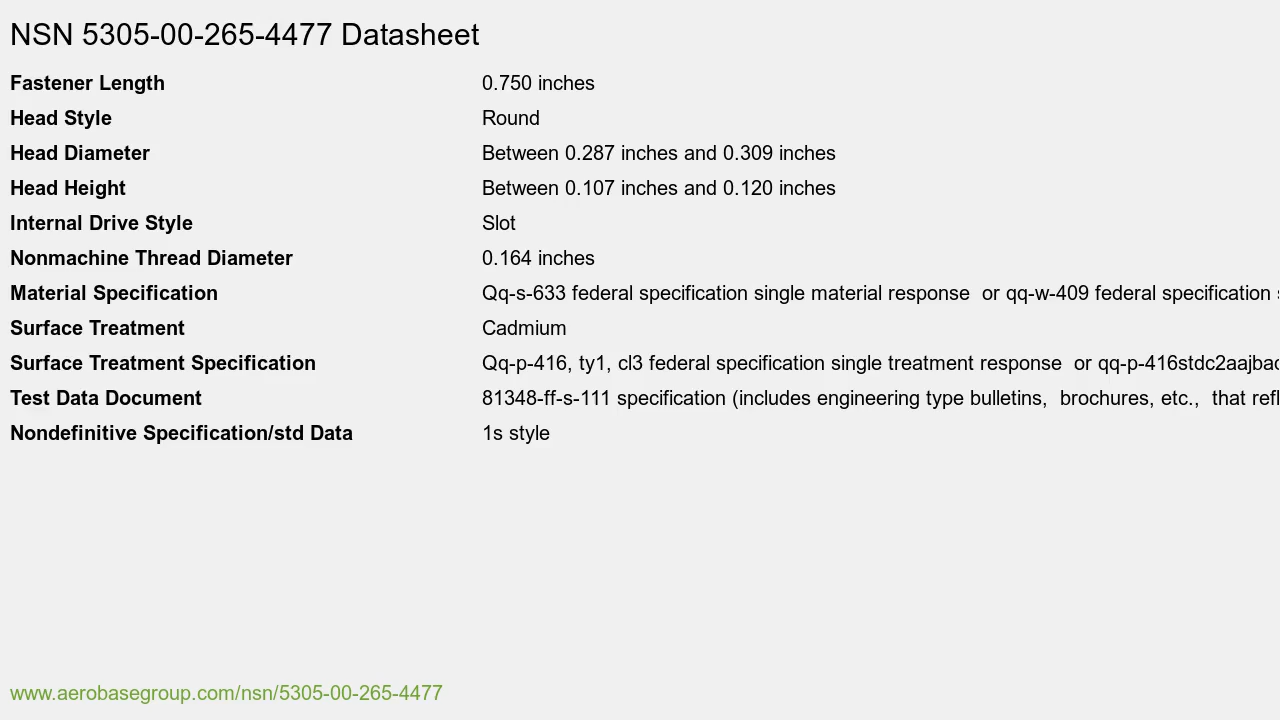 NSN 5305-00-265-4477 Datasheet
Fastener Length 0.750 inches
Head Style Round
Head Diameter Between 0.287 inches and 0.309 inches
Head Height Between 0.107 inches and 0.120 inches
Internal Drive Style Slot
Nonmachine Thread Diameter 0.164 inches
Material Specification Qq-s-633 federal specification single material response or qq-w-409 federal specification
Surface Treatment Cadmium
Surface Treatment Specification Qq-p-416, ty1, cl3 federal specification single treatment response or
Test Data Document 81348-ff-s-111 specification (includes engineering type bulletins, brochures, etc., that
Nondefinitive Specification/std Data 1s style
www.aerobasegroup.com/nsn/5305-00-265-4477